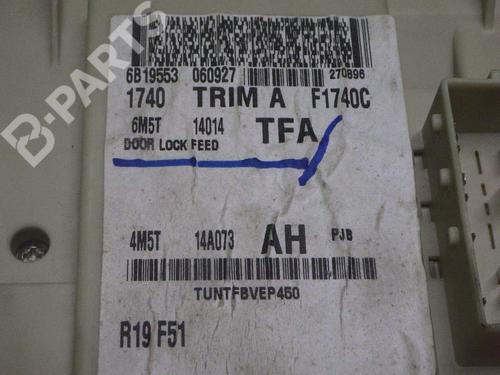 B-PARTS
6B19553 060927 270896
1740 TRIM A F1740C
6M5T 14014 TFA
DOOR LOCK FEED
4M5T 14A073 AH PJB
TUNTFBVEP450
R19 F51